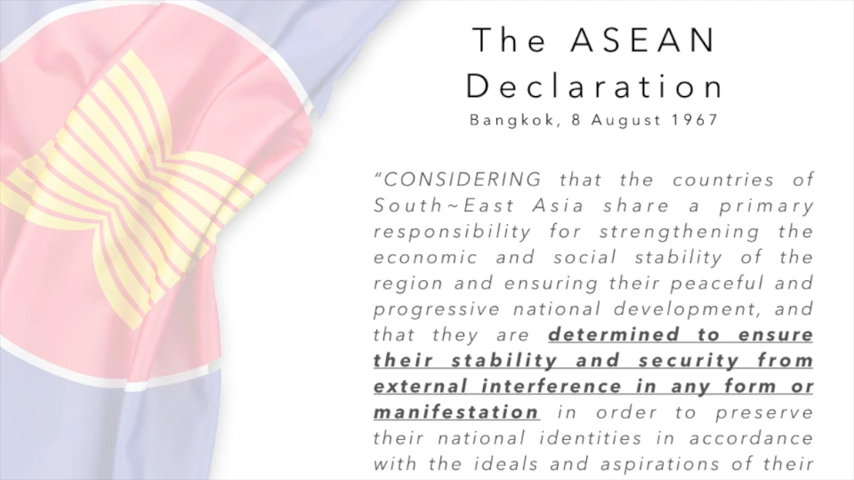 The ASEAN
Declaration
Bangkok, 8 August 1967
“CONSIDERING that the countries of
South~East Asia share a primary
responsibility for strengthening the
economic and social stability of the
region and ensuring their peaceful and
progressive national development, and
that they are determined to ensure
their stability and security from
external interference in any form or
manifestation in order to preserve
their national identities in accordance
with the ideals and aspirations of their